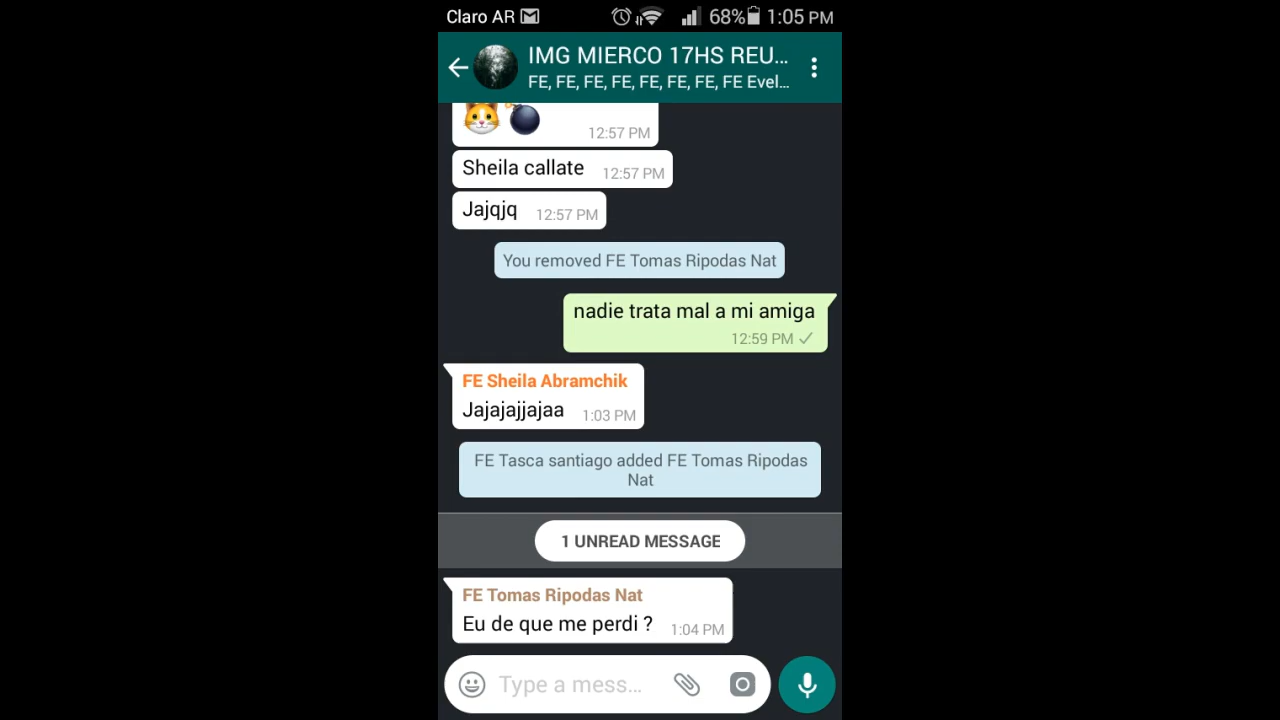 Claro AR 68% 1:05 PM
IMG MIERCO 17HS REU...
FE, FE, FE, FE, FE, FE, FE, FE Evel...
12:57 PM
Sheila callate 12:57 PM
Jajqjq 12:57 PM
You removed FE Tomas Ripodas Nat
nadie trata mal a mi amiga
12:59 PM
FE Sheila Abramchik
Jajajajjajaa 1:03 PM
FE Tasca santiago added FE Tomas Ripodas
Nat
1 UNREAD MESSAGE
FE Tomas Ripodas Nat
Eu de que me perdi ? 1:04 PM
Type a mess...